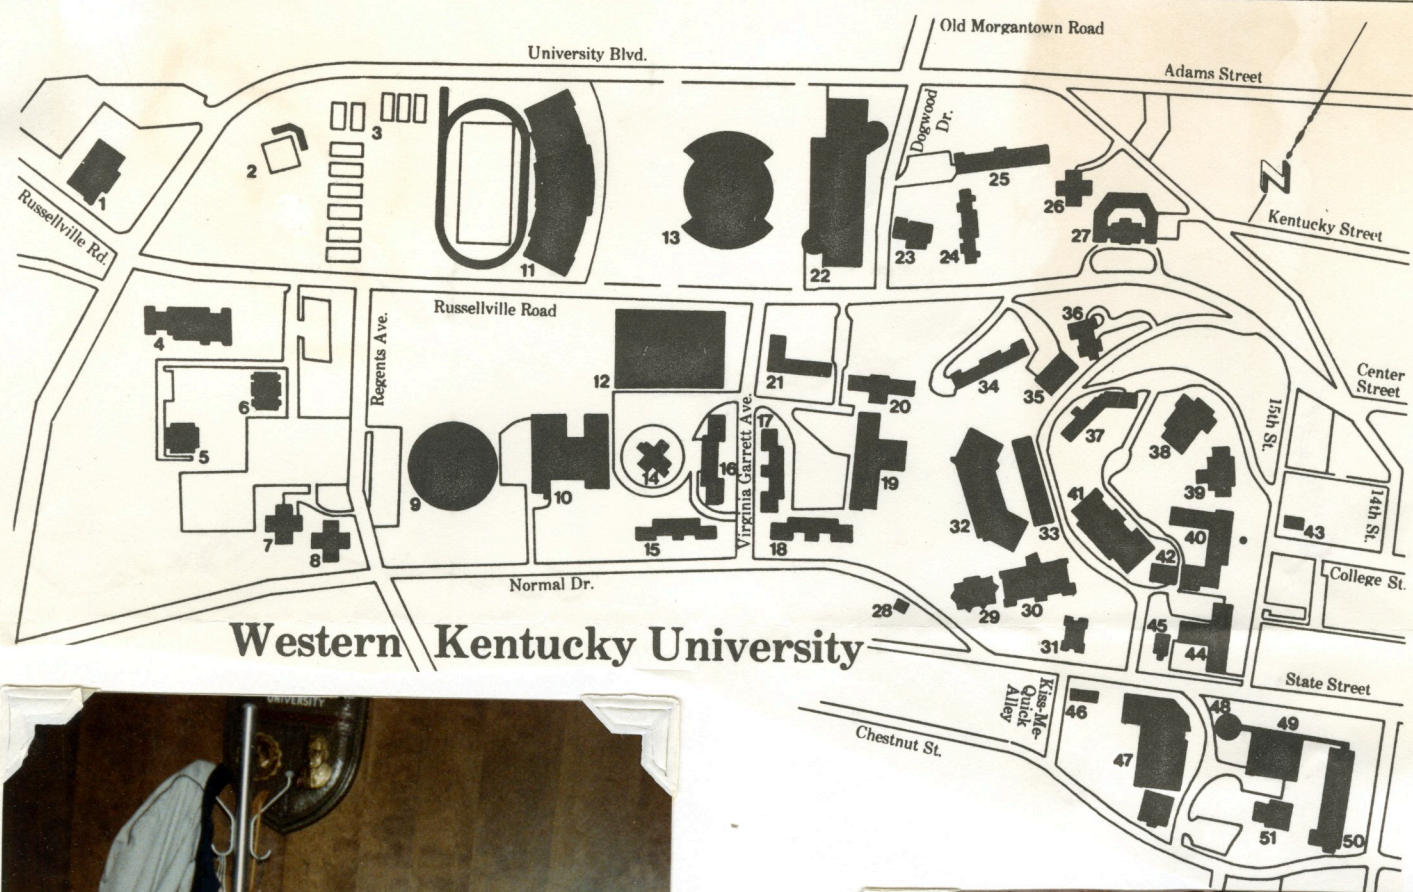 Old Morgantown Road
University Blvd.
Adams Street
Dogwood
Dr.
3
2
1
25
26
N
Kentucky Street
Russellville Rd.
11
13
22
23
24
27
Russellville Road
4
Regents Ave.
36
12
21
34
35
Center
Street
6
20
5
Virginia Garrett Ave.
17
37
38
15th St.
9
10
14
16
19
39
14th St.
7
8
15
18
32
33
41
40
42
43
Normal Dr.
College St.
28
29
30
31
45
44
Western Kentucky University
State Street
Kiss-Me-
Quick
Alley
46
48
49
Chestnut St.
47
51
50
UNIVERSITY